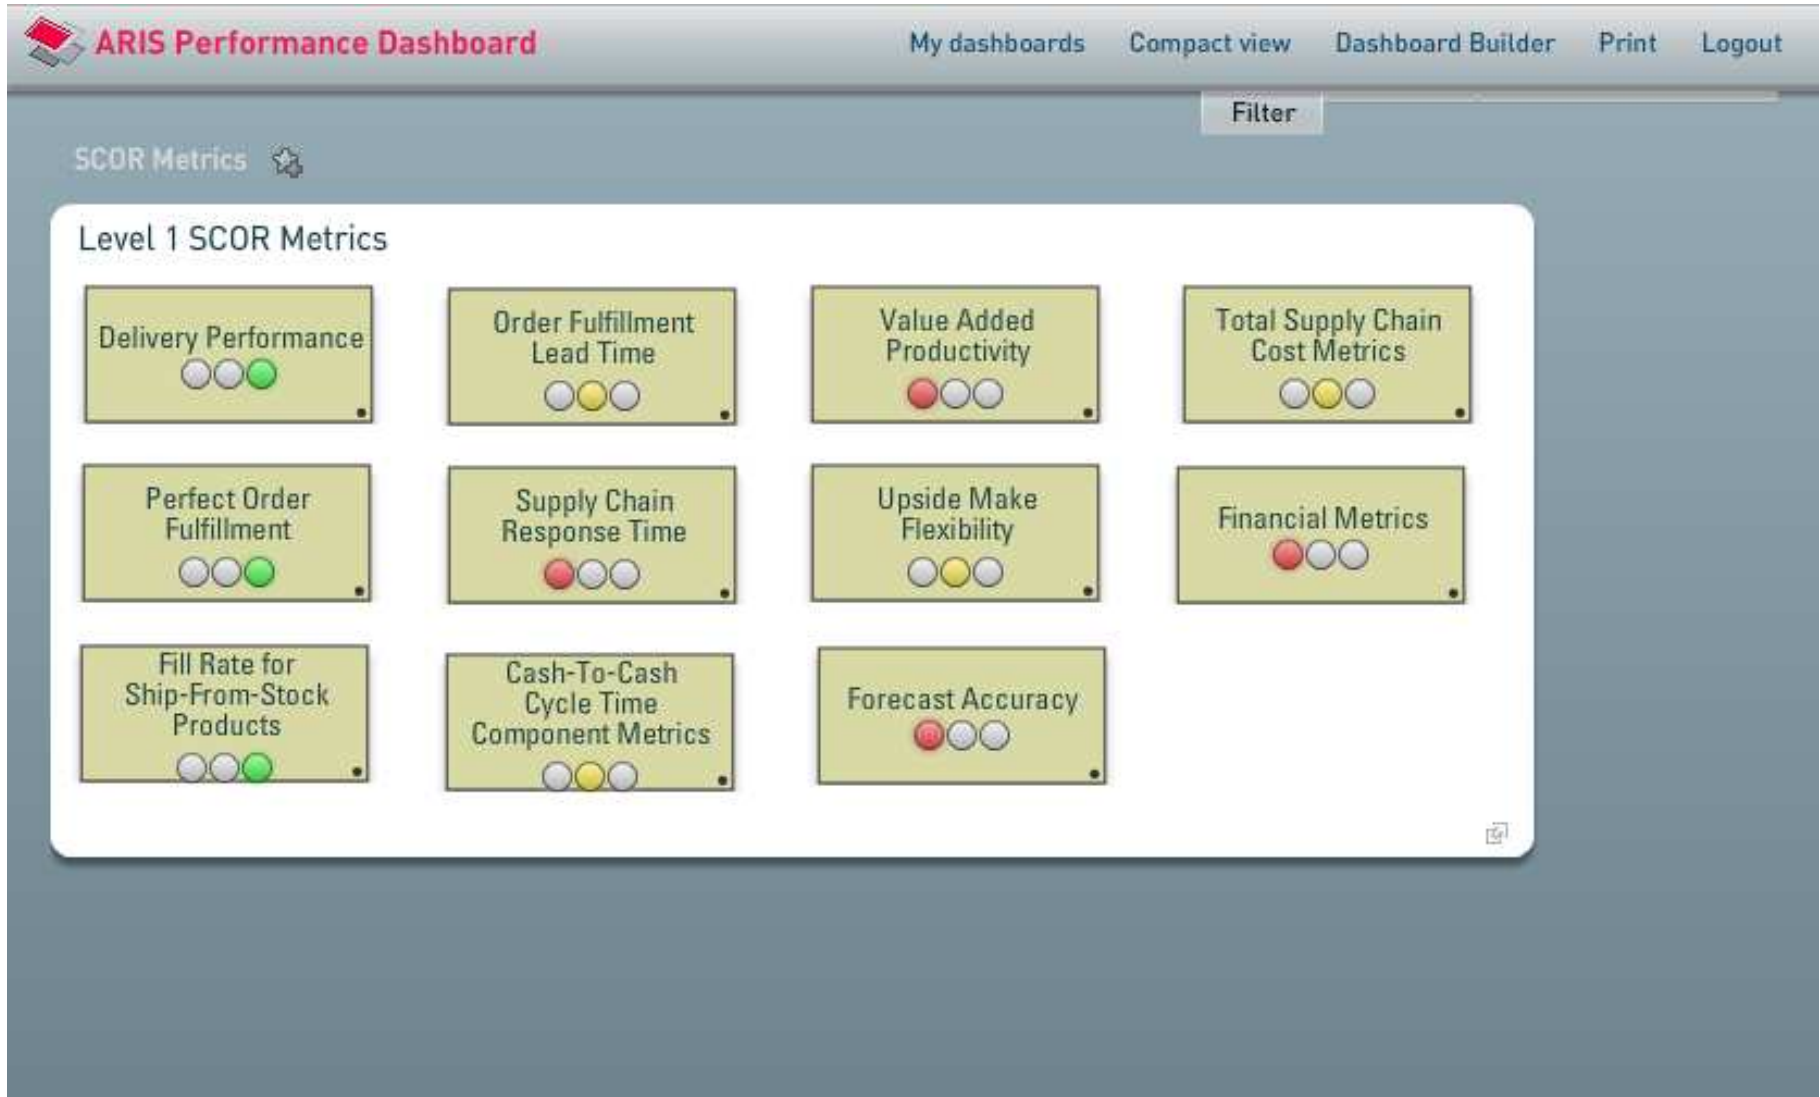 ARIS Performance Dashboard
My dashboards Compact view Dashboard Builder Print Logout
Filter
SCOR Metrics
Level 1 SCOR Metrics
Delivery Performance
Order Fulfillment
Lead Time
Value Added
Productivity
Total Supply Chain
Cost Metrics
Perfect Order
Fulfillment
Supply Chain
Response Time
Upside Make
Flexibility
Financial Metrics
Fill Rate for
Ship-From-Stock
Products
Cash-To-Cash
Cycle Time
Component Metrics
Forecast Accuracy